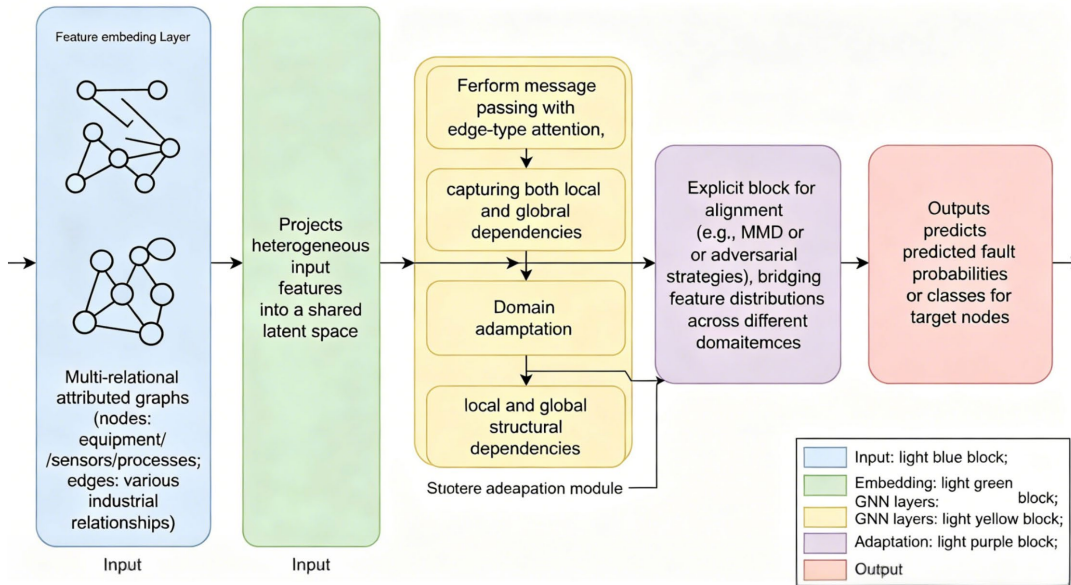 Feature embeding Layer
Multi-relational
attributed graphs
(nodes:
equipment/
/sensors/processes;
edges: various
industrial
relationships)
Input
Projects
heterogeneous
input
features
into a shared
latent space
Input
Ferform message
passing with
edge-type attention,
capturing both local
and globral
dependencies
Domain
adamptation
local and global
structural
dependencies
Stuotere adeapation module
Explicit block for
alignment
(e.g., MMD or
or adversarial
strategies), bridging
feature distributions
across different
domaitemces
Outputs
predicts
predicted fault
probabilities
or classes for
target nodes
Input: light blue block;
Embedding: light green
GNN layers: block;
GNN layers: light yellow block;
Adaptation: light purple block;
Output